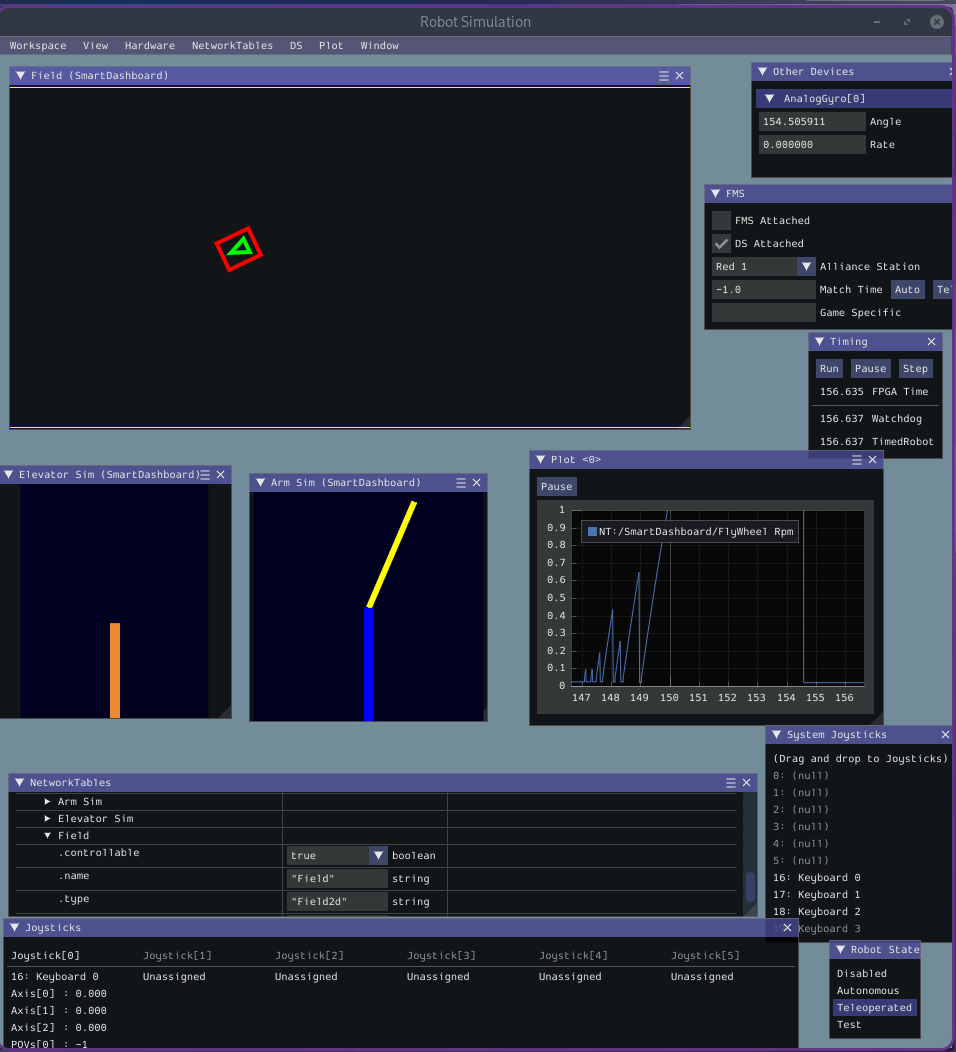 Robot Simulation
Workspace View Hardware NetworkTables DS Plot Window
Field (SmartDashboard)
Other Devices
AnalogGyro[0]
154.505911 Angle
0.000000 Rate
FMS
FMS Attached
DS Attached
Red 1 Alliance Station
-1.0 Match Time Auto Te
Game Specific
Timing
Run Pause Step
156.635 FPGA Time
156.637 Watchdog
156.637 TimedRobot
Elevator Sim (SmartDashboard)
Arm Sim (SmartDashboard)
Plot <0>
Pause
NT:/SmartDashboard/FlyWheel Rpm
1
0.9
0.8
0.7
0.6
0.5
0.4
0.3
0.2
0.1
0
147 148 149 150 151 152 153 154 155 156
System Joysticks
(Drag and drop to Joysticks)
0: (null)
1: (null)
2: (null)
3: (null)
4: (null)
5: (null)
16: Keyboard 0
17: Keyboard 1
18: Keyboard 2
Keyboard 3
NetworkTables
Arm Sim
Elevator Sim
Field
.controllable true boolean
.name "Field" string
.type "Field2d" string
Joysticks
Joystick[0] Joystick[1] Joystick[2] Joystick[3] Joystick[4] Joystick[5]
16: Keyboard 0 Unassigned Unassigned Unassigned Unassigned Unassigned
Axis[0] : 0.000
Axis[1] : 0.000
Axis[2] : 0.000
POVs[0] : -1
Robot State
Disabled
Autonomous
Teleoperated
Test